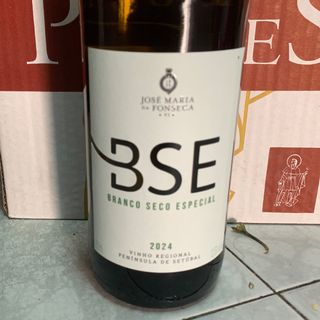 JOSÉ MARIA
DA FONSECA
BSE
BRANCO SECO ESPECIAL
2024
VINHO REGIONAL
PENÍNSULA DE SETÚBAL